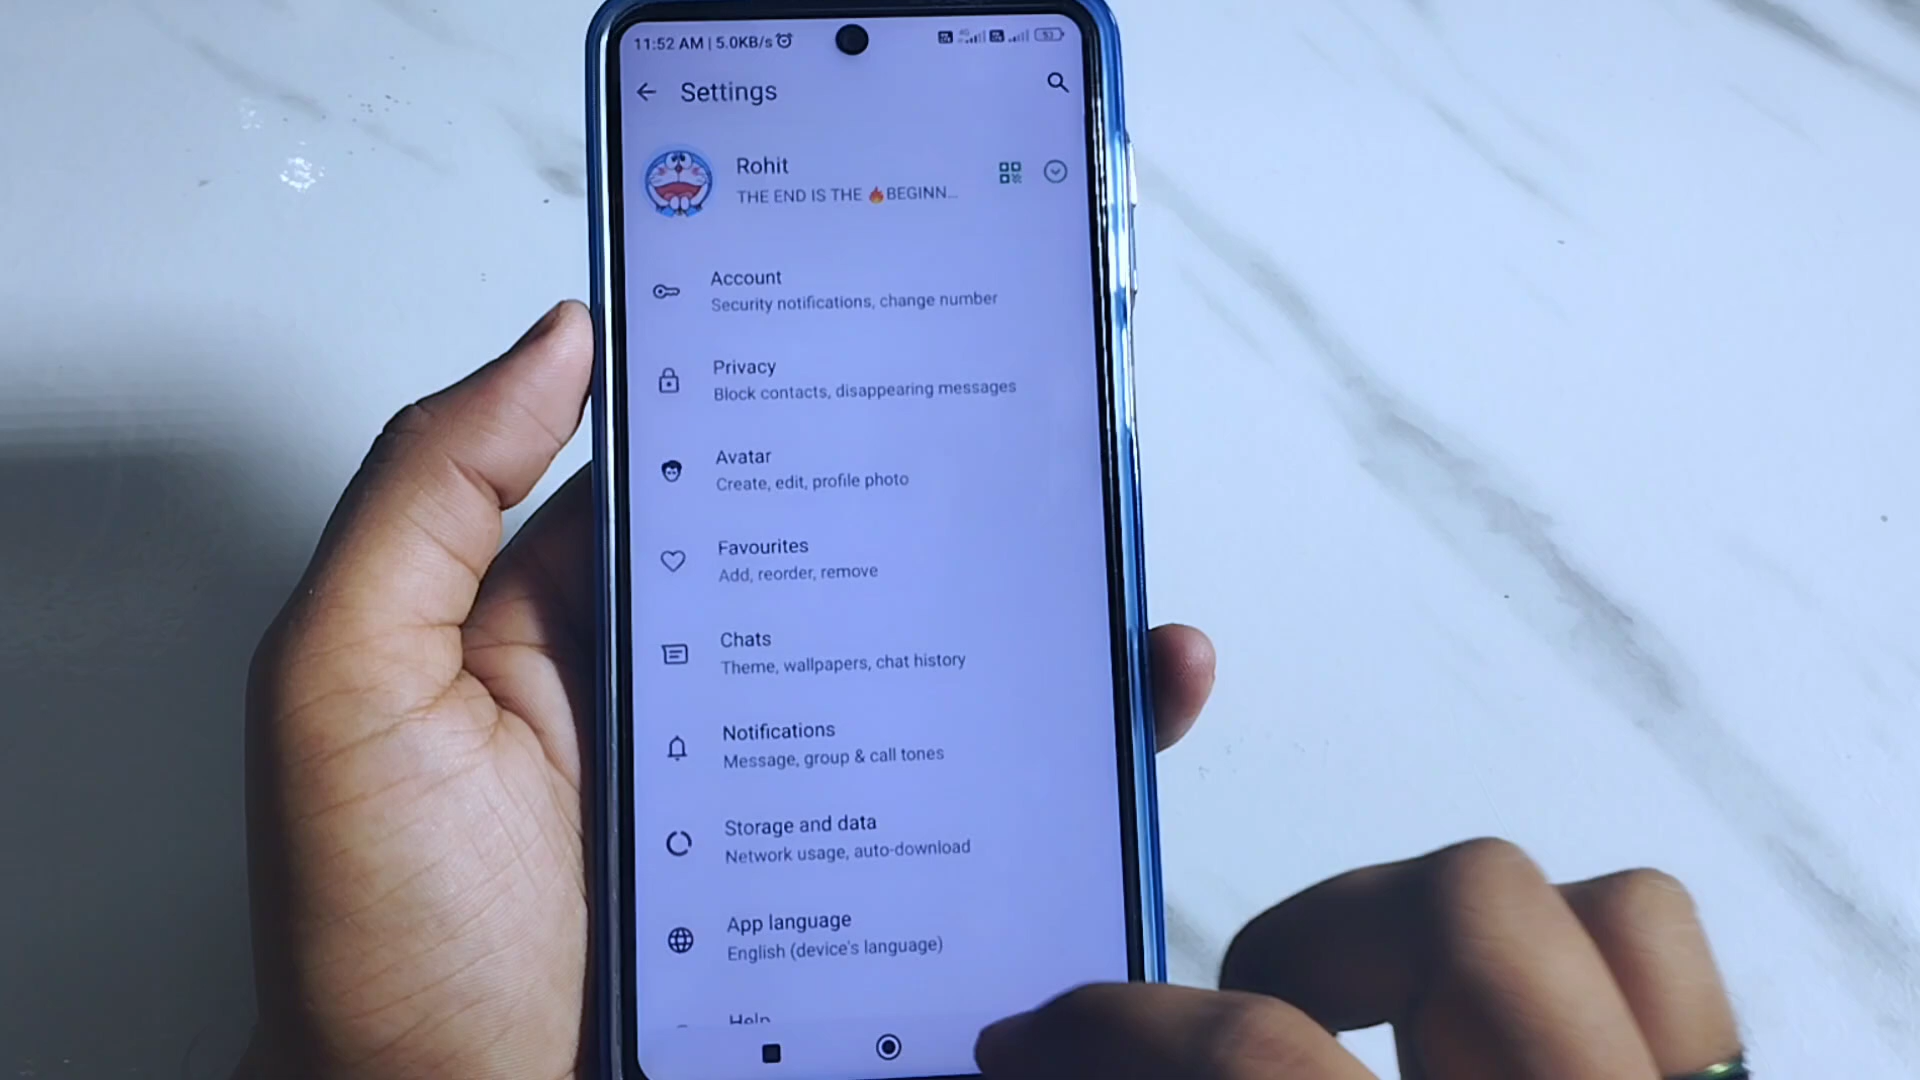 11:52 AM | 5.0KB/s
Settings
Rohit
THE END IS THE 🔥BEGINN...
Account
Security notifications, change number
Privacy
Block contacts, disappearing messages
Avatar
Create, edit, profile photo
Favourites
Add, reorder, remove
Chats
Theme, wallpapers, chat history
Notifications
Message, group & call tones
Storage and data
Network usage, auto-download
App language
English (device's language)
Help